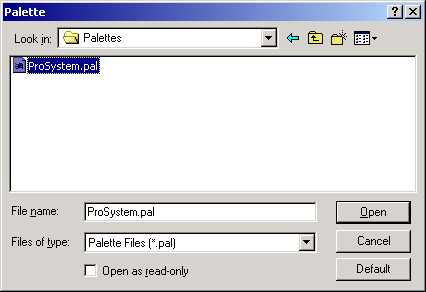 Palette
Look in: Palettes
ProSystem.pal
File name: ProSystem.pal Open
Files of type: Palette Files (*.pal) Cancel
Open as read-only Default